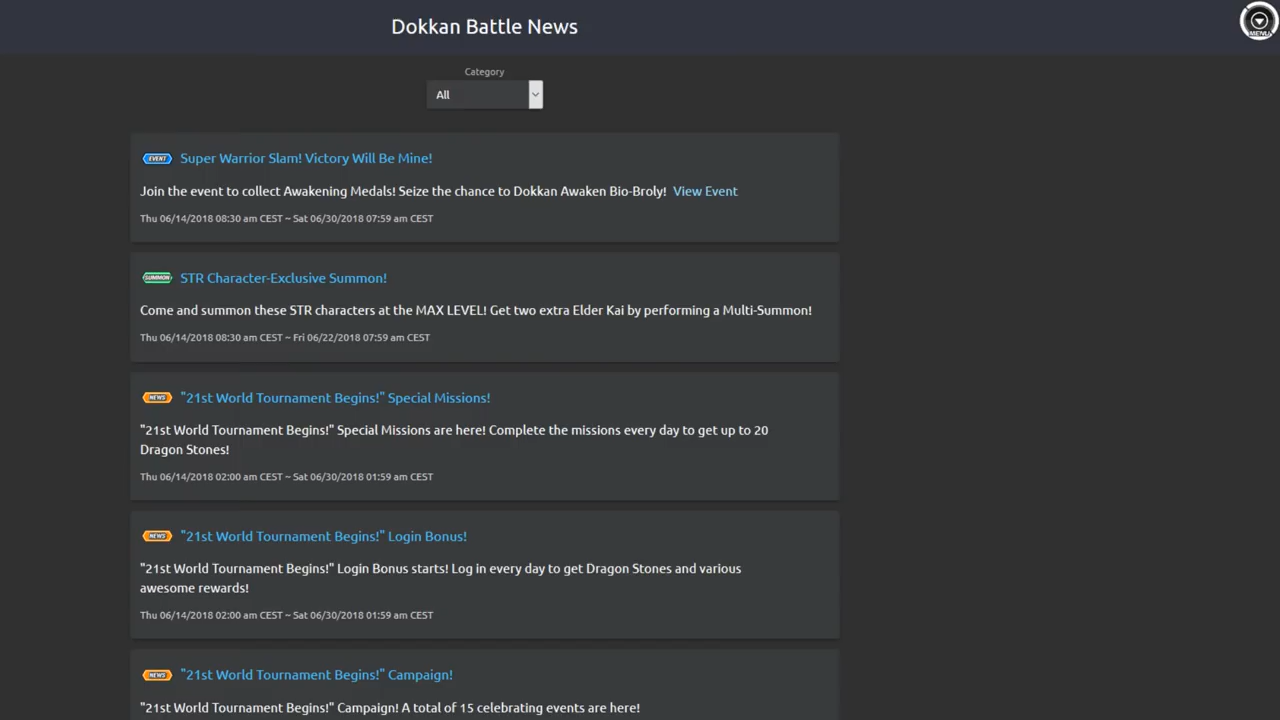 Dokkan Battle News
MENU
Category
All
EVENT Super Warrior Slam! Victory Will Be Mine!
Join the event to collect Awakening Medals! Seize the chance to Dokkan Awaken Bio-Broly! View Event
Thu 06/14/2018 08:30 am CEST ~ Sat 06/30/2018 07:59 am CEST
SUMMON STR Character-Exclusive Summon!
Come and summon these STR characters at the MAX LEVEL! Get two extra Elder Kai by performing a Multi-Summon!
Thu 06/14/2018 08:30 am CEST ~ Fri 06/22/2018 07:59 am CEST
NEWS "21st World Tournament Begins!" Special Missions!
"21st World Tournament Begins!" Special Missions are here! Complete the missions every day to get up to 20
Dragon Stones!
Thu 06/14/2018 02:00 am CEST ~ Sat 06/30/2018 01:59 am CEST
NEWS "21st World Tournament Begins!" Login Bonus!
"21st World Tournament Begins!" Login Bonus starts! Log in every day to get Dragon Stones and various
awesome rewards!
Thu 06/14/2018 02:00 am CEST ~ Sat 06/30/2018 01:59 am CEST
NEWS "21st World Tournament Begins!" Campaign!
"21st World Tournament Begins!" Campaign! A total of 15 celebrating events are here!